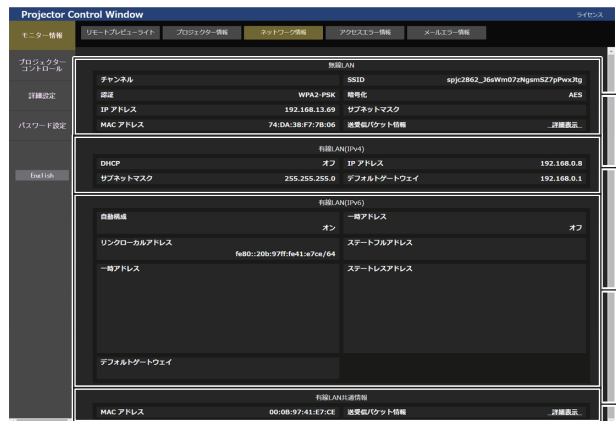 Projector Control Window
ライセンス
モニター情報
リモートプレビューライト プロジェクター情報 ネットワーク情報 アクセスエラー情報 メールエラー情報
プロジェクター
コントロール
詳細設定
パスワード設定
English
無線LAN
チャンネル SSID spjc2862_J6sWm07zNgsmSZ7pPwxJtg
認証 WPA2-PSK 暗号化 AES
IP アドレス 192.168.13.69 サブネットマスク
MAC アドレス 74:DA:38:F7:7B:06 送受信パケット情報 詳細表示
有線LAN(IPv4)
DHCP オフ IP アドレス 192.168.0.8
サブネットマスク 255.255.255.0 デフォルトゲートウェイ 192.168.0.1
有線LAN(IPv6)
自動構成 オン 一時アドレス オフ
リンクローカルアドレス fe80::20b:97ff:fe41:e7ce/64 ステートフルアドレス
一時アドレス ステートレスアドレス
デフォルトゲートウェイ
有線LAN共通情報
MAC アドレス 00:0B:97:41:E7:CE 送受信パケット情報 詳細表示